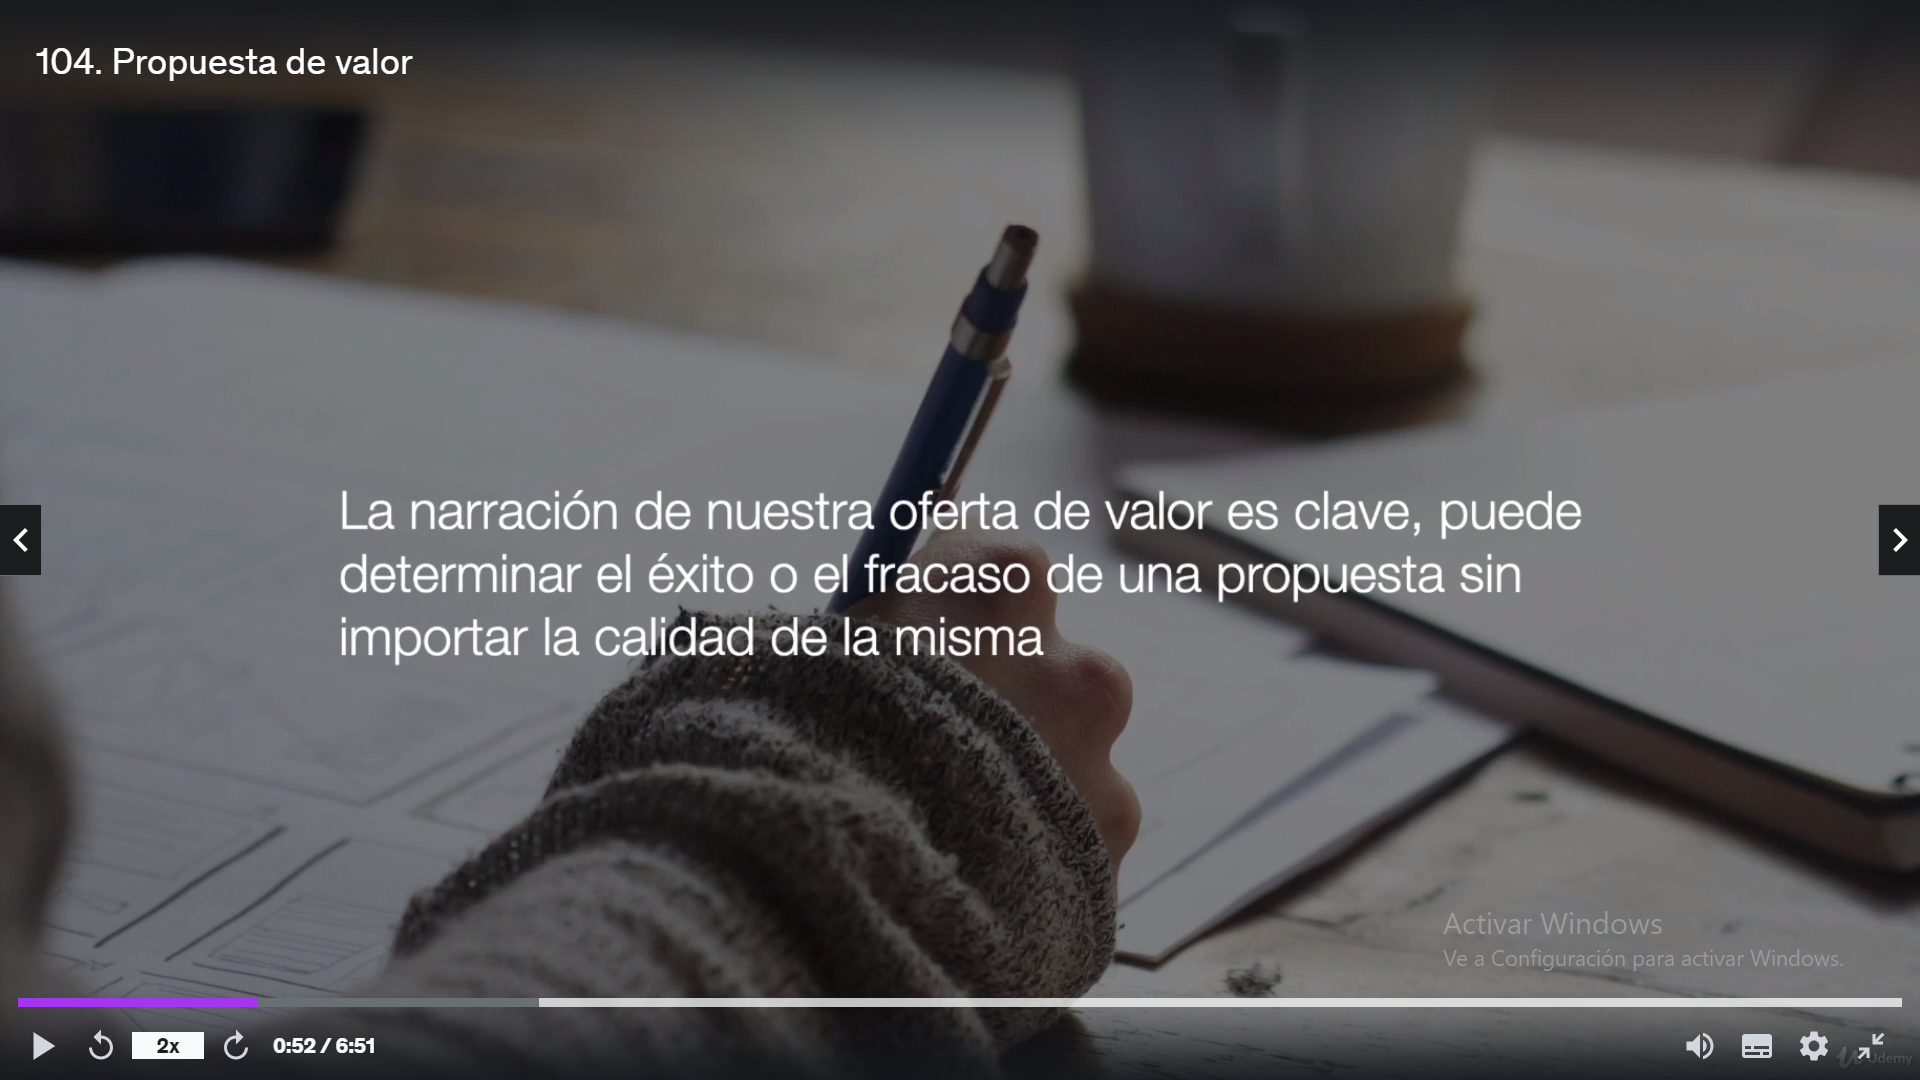 104. Propuesta de valor
La narración de nuestra oferta de valor es clave, puede
determinar el éxito o el fracaso de una propuesta sin
importar la calidad de la misma
Activar Windows
Ve a Configuración para activar Windows.
2x
0:52 / 6:51
Udemy